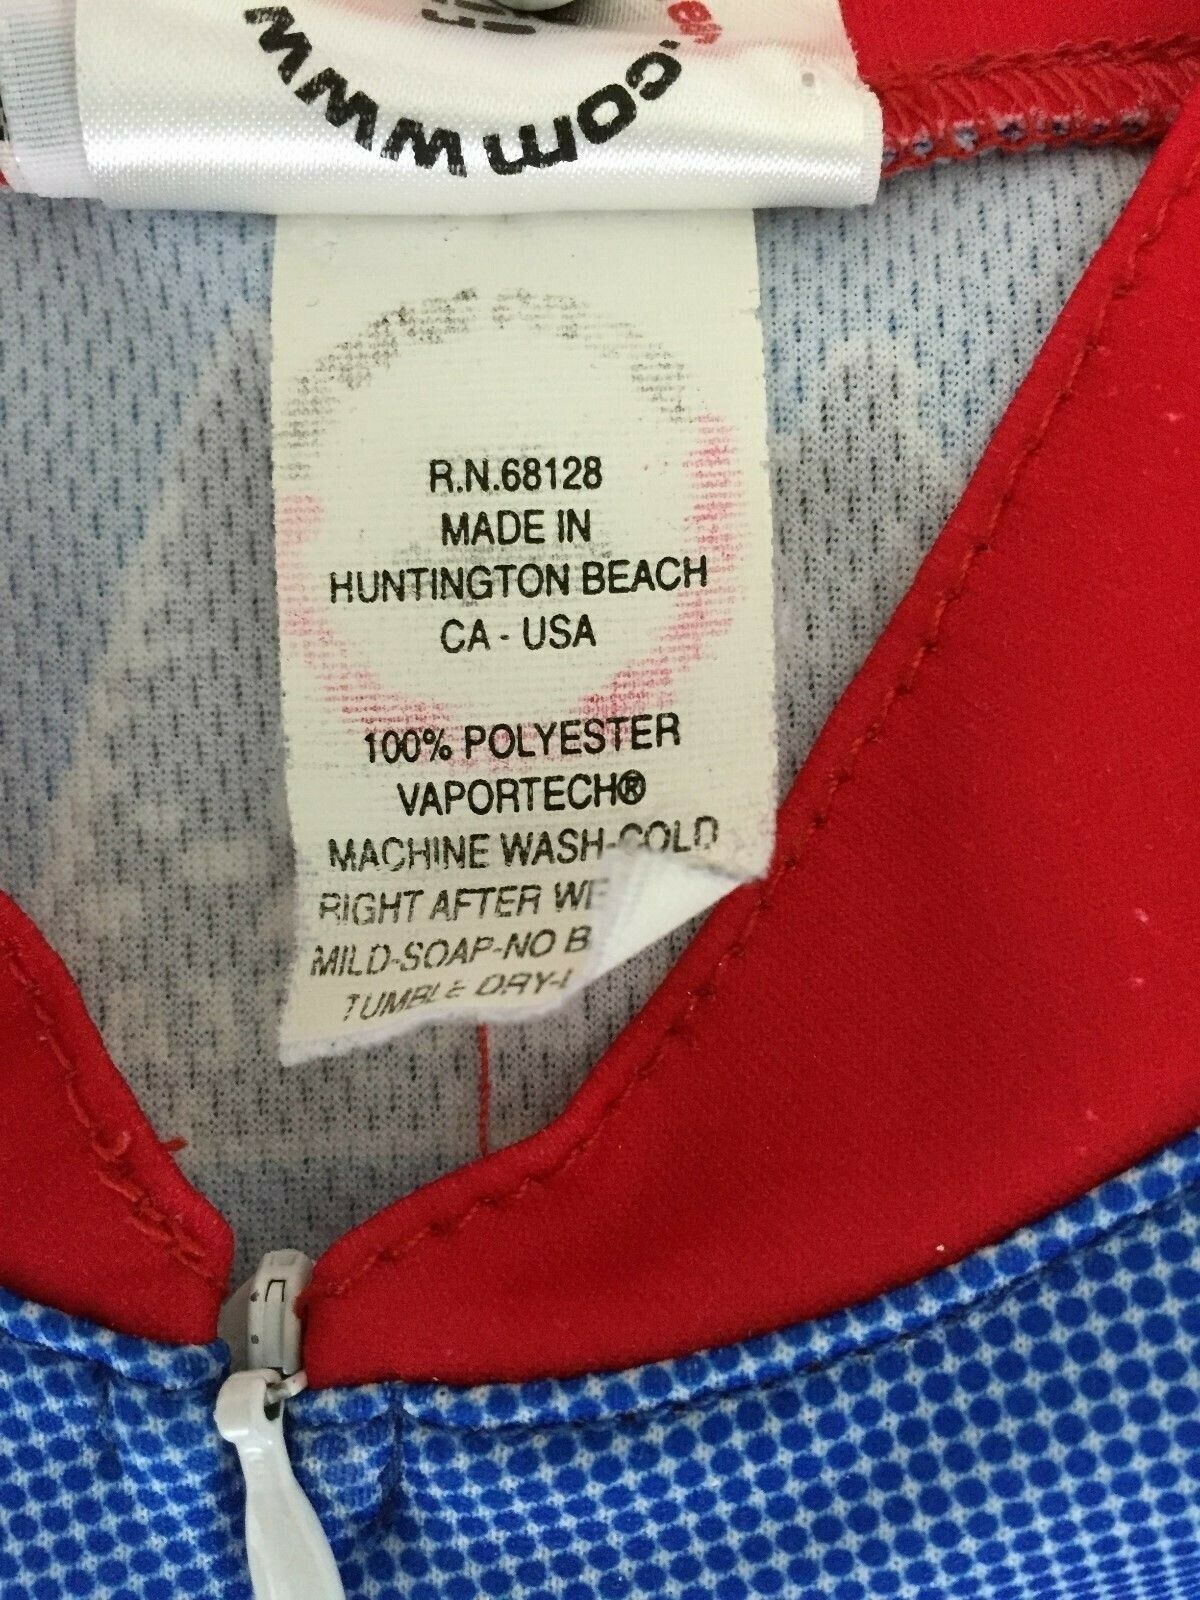 .com www
R.N.68128
MADE IN
HUNTINGTON BEACH
CA - USA
100% POLYESTER
VAPORTECH®
MACHINE WASH-COLD
RIGHT AFTER
MILD-SOAP-NO B
TUMBLE DRY-